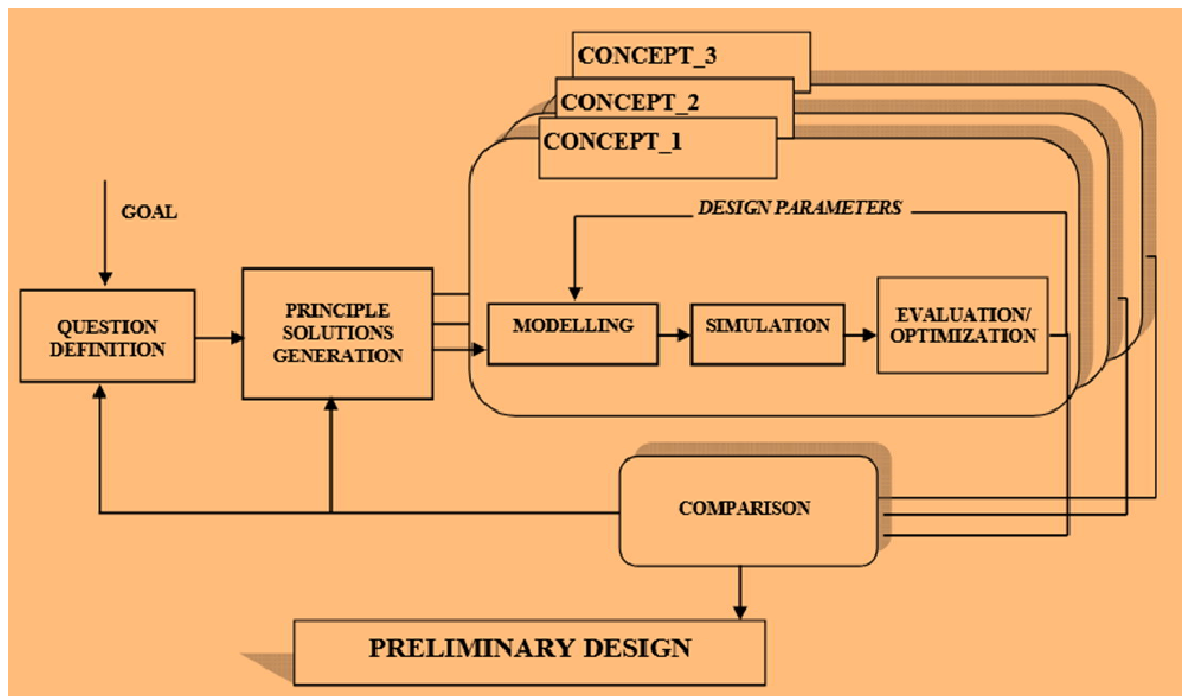 CONCEPT_3
CONCEPT_2
CONCEPT_1
GOAL
DESIGN PARAMETERS
QUESTION
DEFINITION
PRINCIPLE
SOLUTIONS
GENERATION
MODELLING
SIMULATION
EVALUATION/
OPTIMIZATION
COMPARISON
PRELIMINARY DESIGN